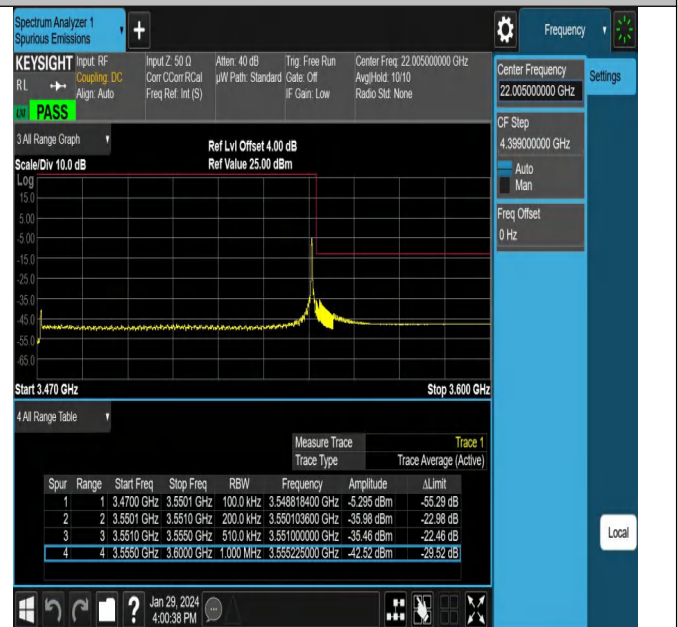 Spectrum Analyzer 1
Spurious Emissions
Frequency
KEYSIGHT
Input: RF
Coupling: DC
Align: Auto
Input Z: 50 Ω
Corr CCorr RCal
Freq Ref: Int (S)
Atten: 40 dB
µW Path: Standard
Trig: Free Run
Gate: Off
IF Gain: Low
Center Freq: 22.005000000 GHz
Avg|Hold: 10/10
Radio Std: None
RL
PASS
Center Frequency
22.005000000 GHz
Settings
CF Step
4.399000000 GHz
Auto
Man
Freq Offset
0 Hz
3 All Range Graph
Ref Lvl Offset 4.00 dB
Scale/Div 10.0 dB
Ref Value 25.00 dBm
Log
15.0
5.00
-5.00
-15.0
-25.0
-35.0
-45.0
-55.0
-65.0
Start 3.470 GHz
Stop 3.600 GHz
4 All Range Table
Measure Trace Trace 1
Trace Type Trace Average (Active)
Spur Range Start Freq Stop Freq RBW Frequency Amplitude ΔLimit
1 1 3.4700 GHz 3.5501 GHz 100.0 kHz 3.548818400 GHz -5.295 dBm -55.29 dB
2 2 3.5501 GHz 3.5510 GHz 200.0 kHz 3.550103600 GHz -35.98 dBm -22.98 dB
3 3 3.5510 GHz 3.5550 GHz 510.0 kHz 3.551000000 GHz -35.46 dBm -22.46 dB
4 4 3.5550 GHz 3.6000 GHz 1.000 MHz 3.555225000 GHz -42.52 dBm -29.52 dB
Local
?
Jan 29, 2024
4:00:38 PM